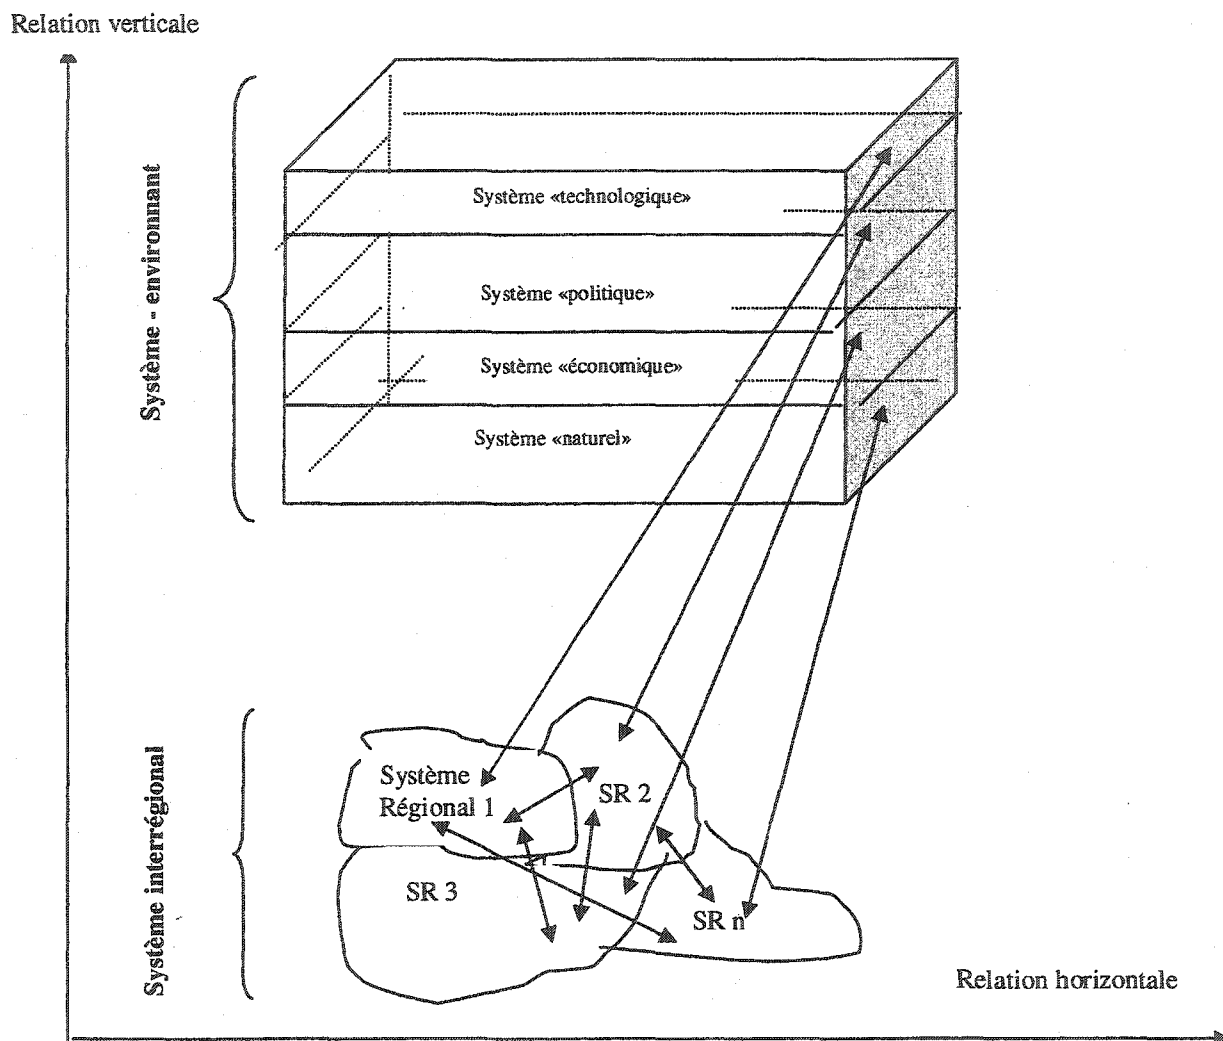 Relation verticale
Système - environnant
Système «technologique»
Système «politique»
Système «économique»
Système «naturel»
Système interrégional
Système
Régional 1
SR 2
SR 3
SR n
Relation horizontale